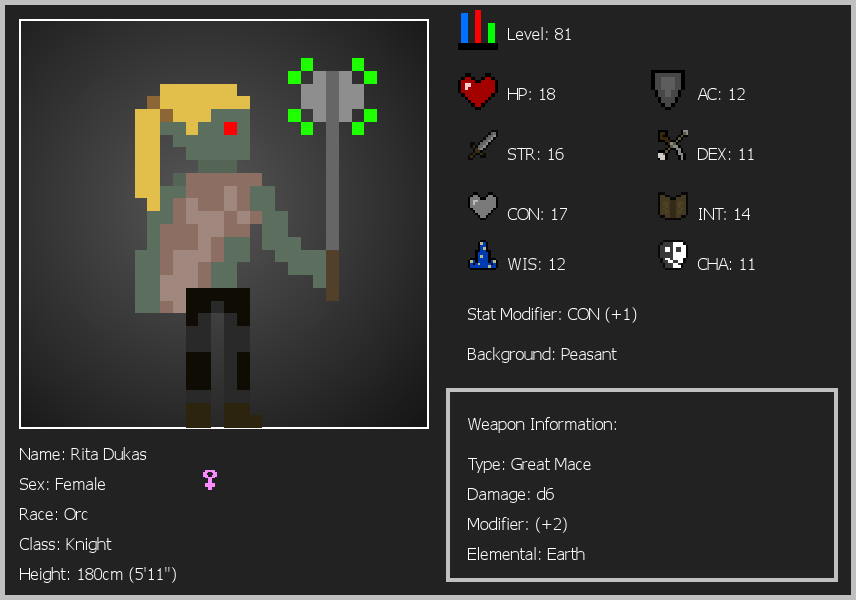 Level: 81
HP: 18
AC: 12
STR: 16
DEX: 11
CON: 17
INT: 14
WIS: 12
CHA: 11
Stat Modifier: CON (+1)
Background: Peasant
Weapon Information:
Type: Great Mace
Damage: d6
Modifier: (+2)
Elemental: Earth
Name: Rita Dukas
Sex: Female
Race: Orc
Class: Knight
Height: 180cm (5'11")